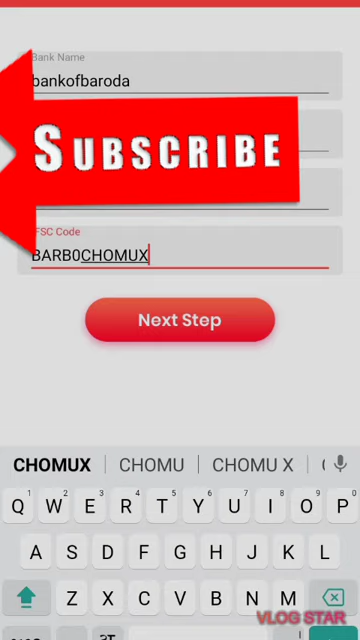 Bank Name
bankofbaroda
SUBSCRIBE
FSC Code
BARB0CHOMUX
Next Step
CHOMUX CHOMU CHOMU X
1 2 3 4 5 6 7 8 9 0
Q W E R T Y U I O P
A S D F G H J K L
Z X C V B N M
VLOG STAR